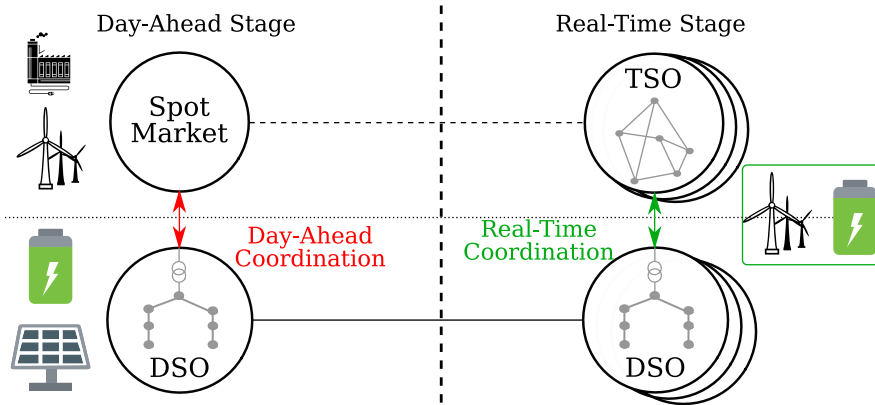 Day-Ahead Stage
Real-Time Stage
Spot
Market
TSO
Day-Ahead
Coordination
Real-Time
Coordination
DSO
DSO